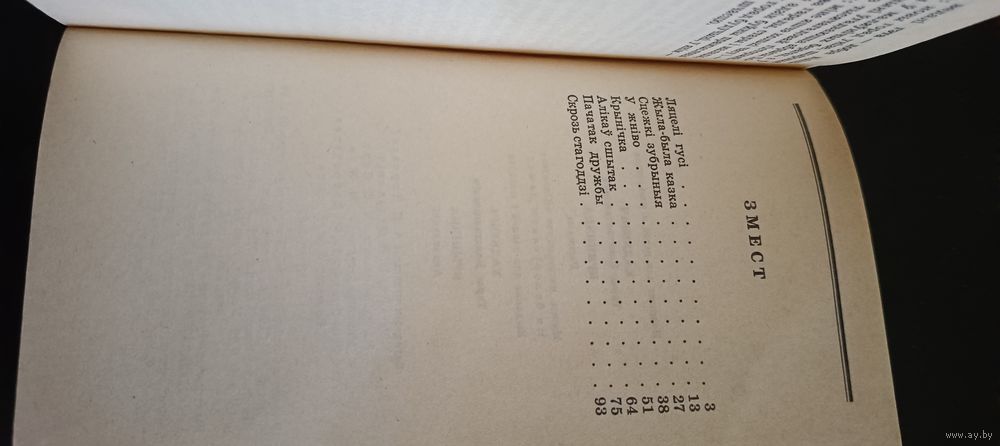 ЗМЕСТ
Ляцелі гусі . . . . . . . . 3
Жыла-была казка . . . . . . . 13
Сцежкі зубрыныя . . . . . . . 27
У жніво . . . . . . . . . 38
Крынічка . . . . . . . . . 51
Алікаў сшытак . . . . . . . . 64
Пачатак дружбы . . . . . . . 75
Скрозь стагоддзі . . . . . . . 93
www.ay.by